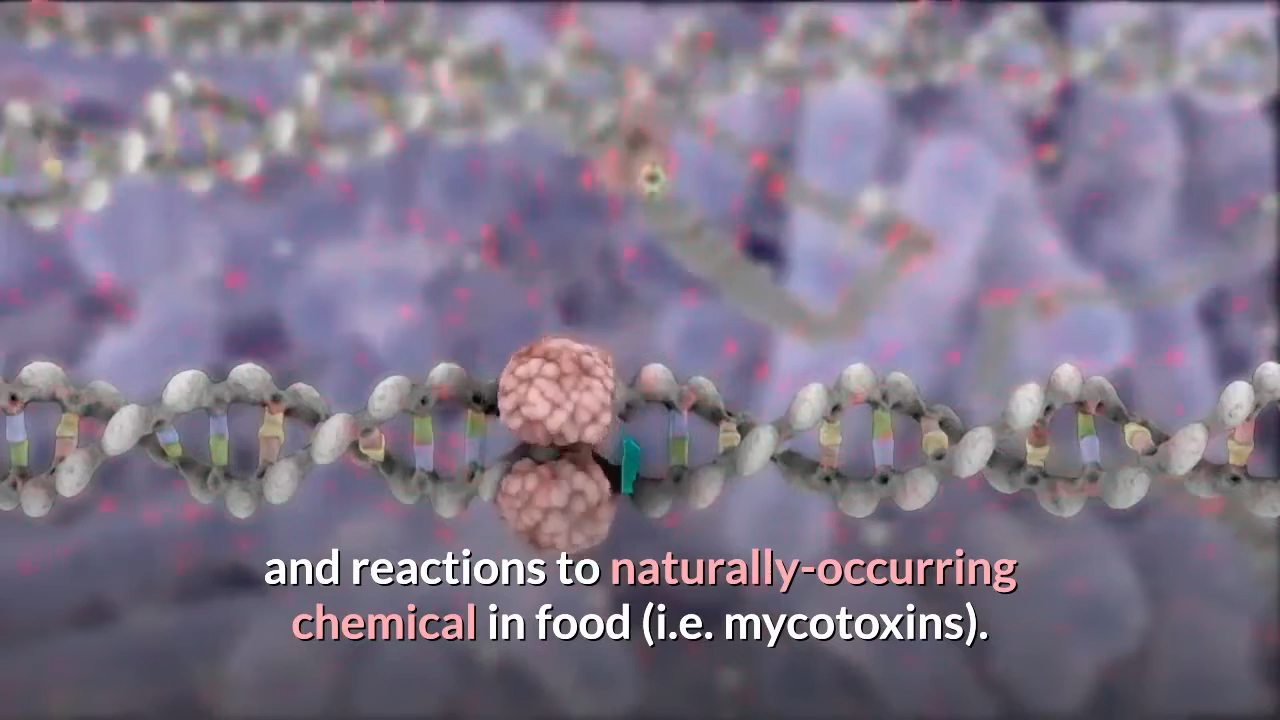 and reactions to naturally-occurring
chemical in food (i.e. mycotoxins).